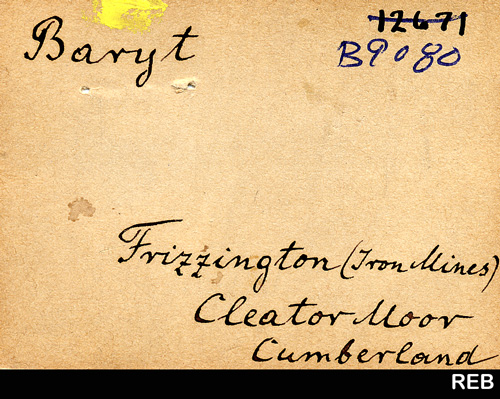 Baryt
12671
B9080
Frizzington (Iron Mines)
Cleator Moor
Cumberland
REB